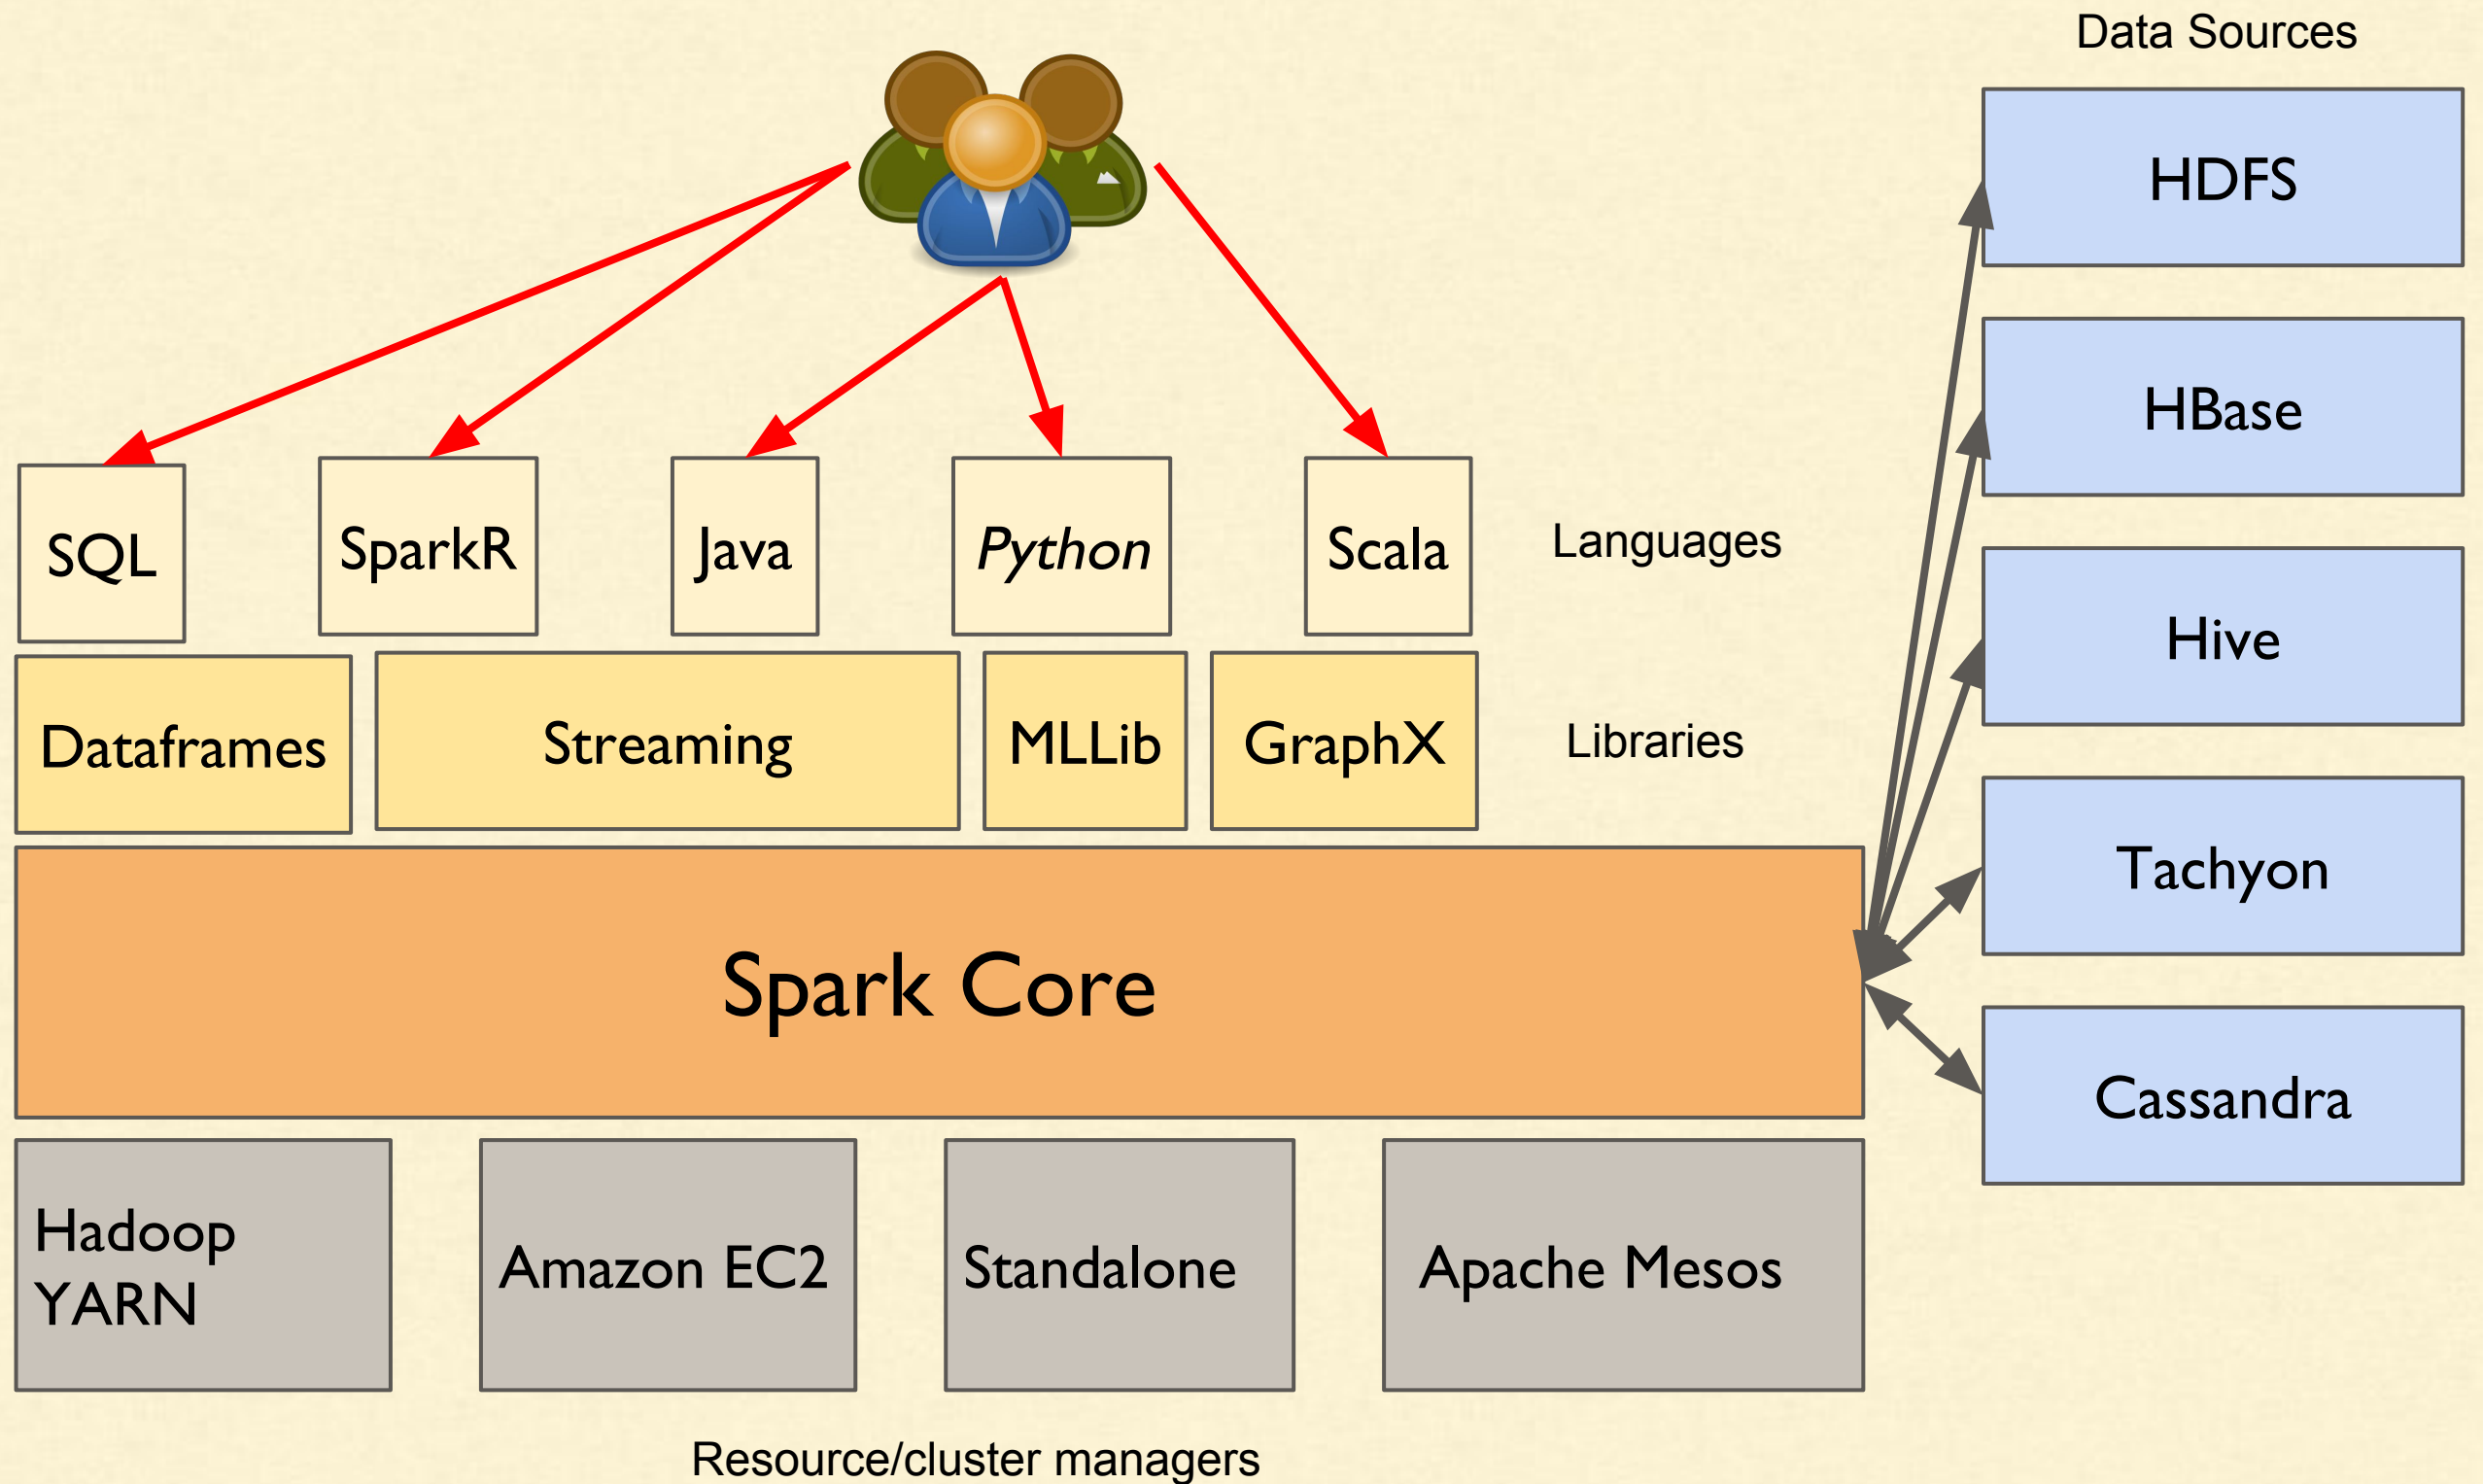 Data Sources
HDFS
HBase
Hive
Tachyon
Cassandra
SQL
SparkR
Java
Python
Scala
Languages
Dataframes
Streaming
MLLib
GraphX
Libraries
Spark Core
Hadoop
YARN
Amazon EC2
Standalone
Apache Mesos
Resource/cluster managers